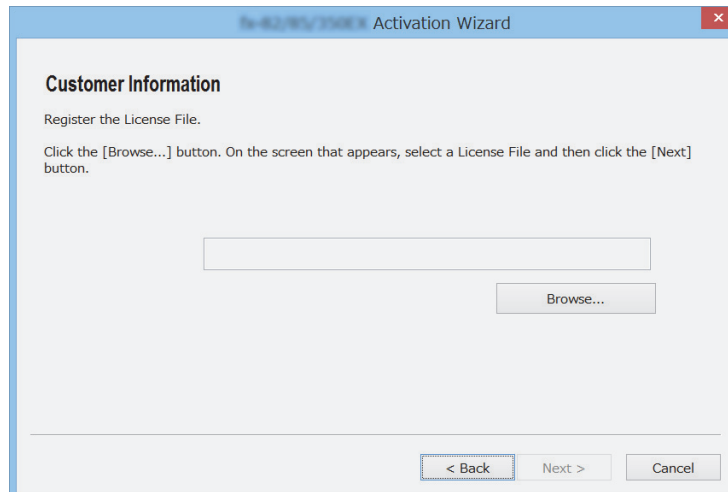 Activation Wizard
Customer Information
Register the License File.
Click the [Browse...] button. On the screen that appears, select a License File and then click the [Next]
button.
Browse...
< Back
Next >
Cancel